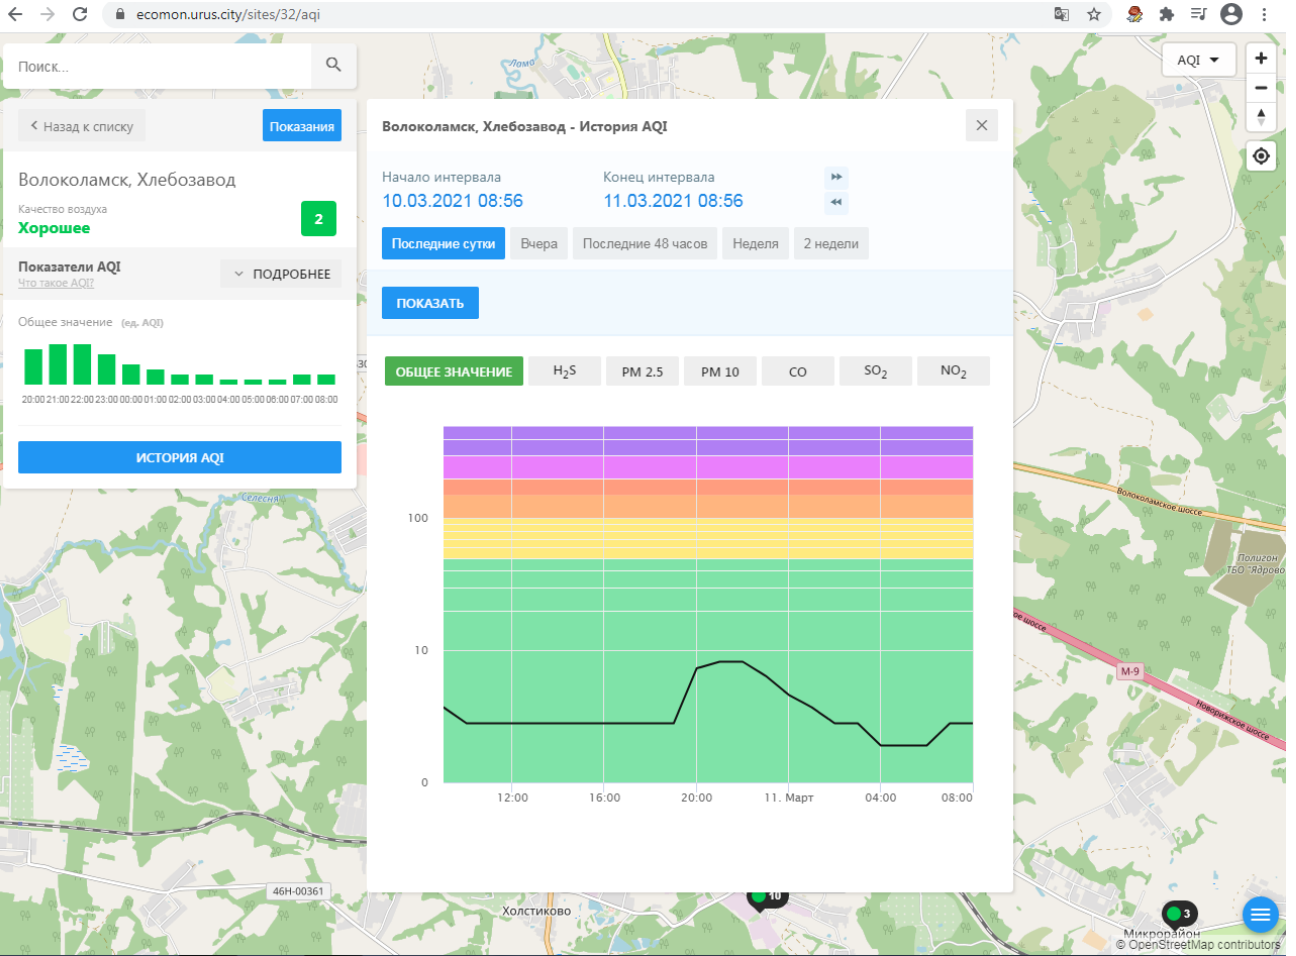 ecomon.urus.city/sites/32/aqi
Поиск...
AQI
Назад к списку
Показания
Волоколамск, Хлебозавод
Качество воздуха
Хорошее
2
Показатели AQI
Что такое AQI?
ПОДРОБНЕЕ
Общее значение (ед. AQI)
20:00 21:00 22:00 23:00 00:00 01:00 02:00 03:00 04:00 05:00 06:00 07:00 08:00
ИСТОРИЯ AQI
Волоколамск, Хлебозавод - История AQI
Начало интервала
Конец интервала
10.03.2021 08:56
11.03.2021 08:56
Последние сутки
Вчера
Последние 48 часов
Неделя
2 недели
ПОКАЗАТЬ
ОБЩЕЕ ЗНАЧЕНИЕ
H2S
PM 2.5
PM 10
CO
SO2
NO2
100
10
0
12:00 16:00 20:00 11. Март 04:00 08:00
Лама
Селесня
Волоколамское шоссе
Полигон
ТБО "Ядрово
ое шоссе
М-9
Новорижское шоссе
46Н-00361
Холстиково
10
3
Микрорайон
© OpenStreetMap contributors